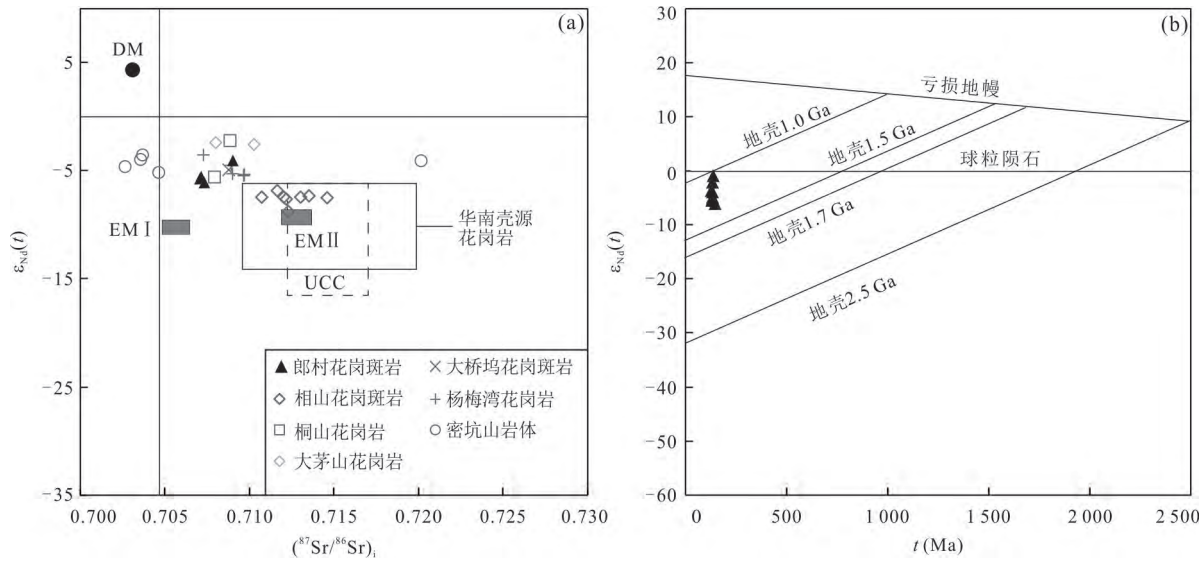 (a)
5
0
−5
−15
−25
−35
εNd(t)
DM
EM I
EM II
UCC
华南壳源
花岗岩
郎村花岗斑岩
大桥坞花岗斑岩
相山花岗斑岩
杨梅湾花岗岩
桐山花岗岩
密坑山岩体
大茅山花岗岩
0.700
0.705
0.710
0.715
0.720
0.730
(⁸⁷Sr/⁸⁶Sr)i
(b)
30
20
10
0
−10
−20
−30
−40
−50
−60
εNd(t)
亏损地幔
地壳1.0 Ga
地壳1.5 Ga
球粒陨石
地壳1.7 Ga
地壳2.5 Ga
0
500
1 000
1 500
2 000
2 500
t (Ma)